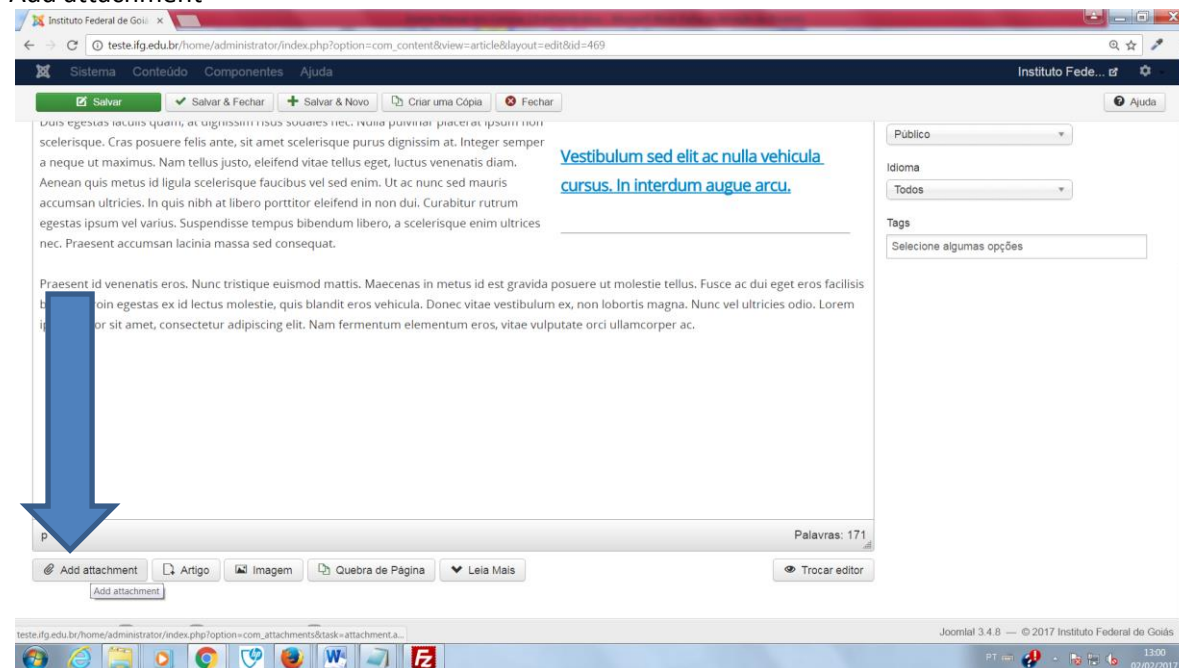 Add attachment
Instituto Federal de Goiá ×
teste.ifg.edu.br/home/administrator/index.php?option=com_content&view=article&layout=edit&id=469
Sistema Conteúdo Componentes Ajuda Instituto Fede...
Salvar Salvar & Fechar Salvar & Novo Criar uma Cópia Fechar Ajuda
Duis egestas iaculis quam, at dignissim risus sodales nec. Nulla pulvinar placerat ipsum non
scelerisque. Cras posuere felis ante, sit amet scelerisque purus dignissim at. Integer semper
a neque ut maximus. Nam tellus justo, eleifend vitae tellus eget, luctus venenatis diam.
Aenean quis metus id ligula scelerisque faucibus vel sed enim. Ut ac nunc sed mauris
accumsan ultricies. In quis nibh at libero porttitor eleifend in non dui. Curabitur rutrum
egestas ipsum vel varius. Suspendisse tempus bibendum libero, a scelerisque enim ultrices
nec. Praesent accumsan lacinia massa sed consequat.
Vestibulum sed elit ac nulla vehicula
cursus. In interdum augue arcu.
Praesent id venenatis eros. Nunc tristique euismod mattis. Maecenas in metus id est gravida posuere ut molestie tellus. Fusce ac dui eget eros facilisis
b roin egestas ex id lectus molestie, quis blandit eros vehicula. Donec vitae vestibulum ex, non lobortis magna. Nunc vel ultricies odio. Lorem
ip or sit amet, consectetur adipiscing elit. Nam fermentum elementum eros, vitae vulputate orci ullamcorper ac.
Público
Idioma
Todos
Tags
Selecione algumas opções
p Palavras: 171
Add attachment Artigo Imagem Quebra de Página Leia Mais Trocar editor
Add attachment
teste.ifg.edu.br/home/administrator/index.php?option=com_attachments&task=attachment.a...
Joomla! 3.4.8 — © 2017 Instituto Federal de Goiás
PT 13:00
02/02/2017